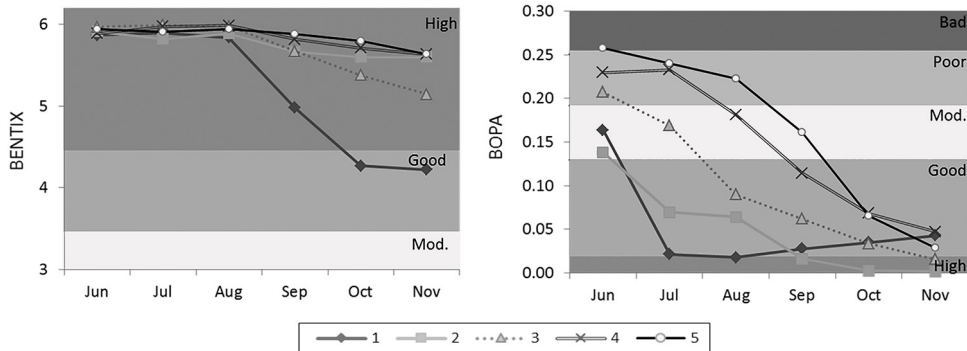 BENTIX
6
5
4
3
High
Good
Mod.
Jun Jul Aug Sep Oct Nov
BOPA
0.30
0.25
0.20
0.15
0.10
0.05
0.00
Bad
Poor
Mod.
Good
High
Jun Jul Aug Sep Oct Nov
1 2 3 4 5